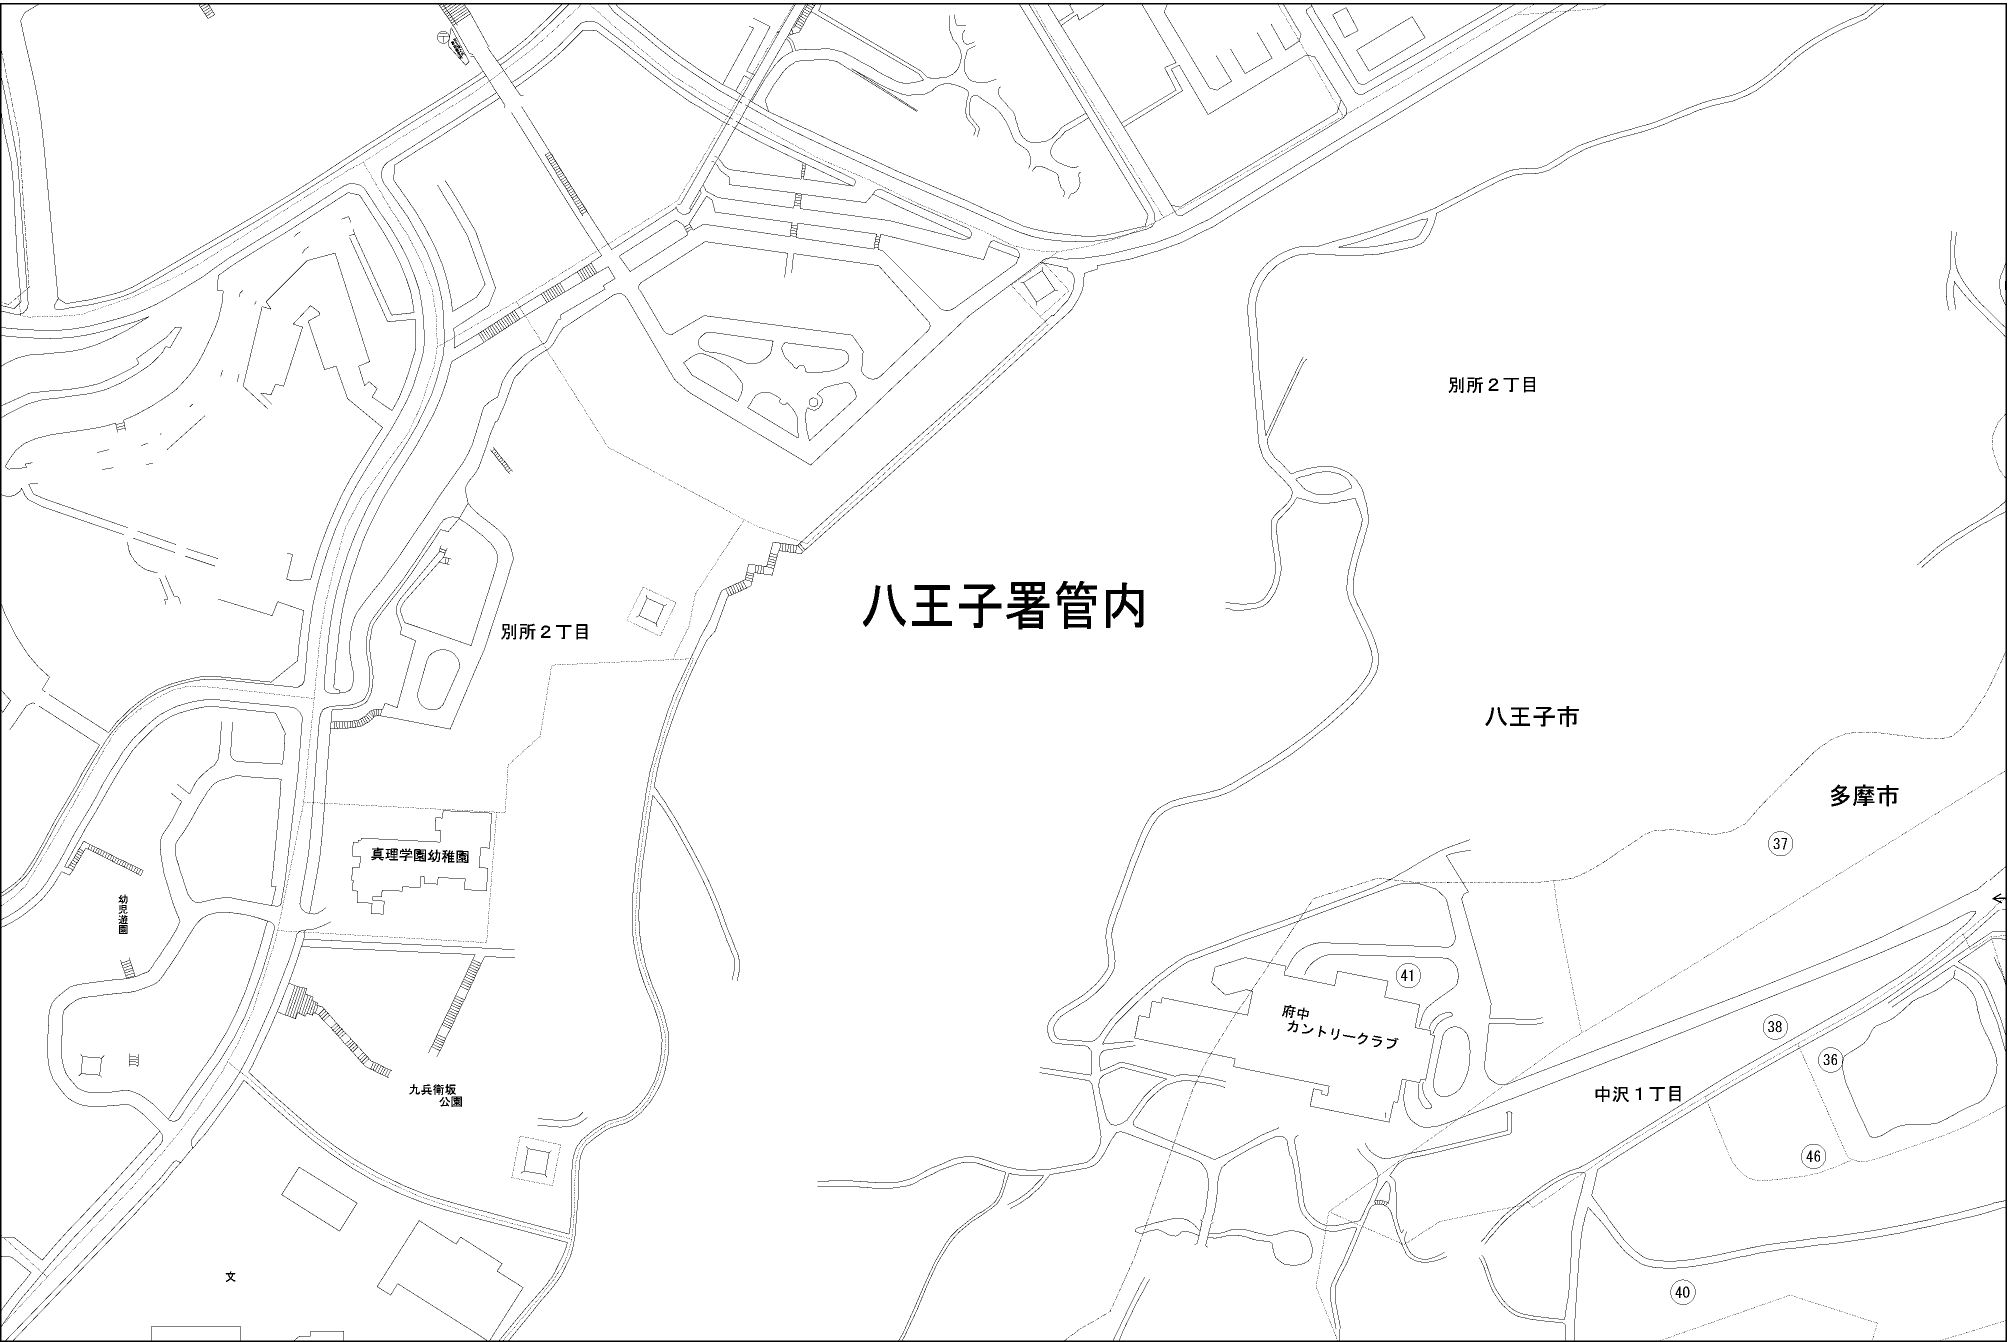 別所２丁目
八王子署管内
別所２丁目
八王子市
多摩市
37
真理学園幼稚園
幼児遊園
41
府中
カントリークラブ
38
36
中沢１丁目
九兵衛坂
公園
46
文
40